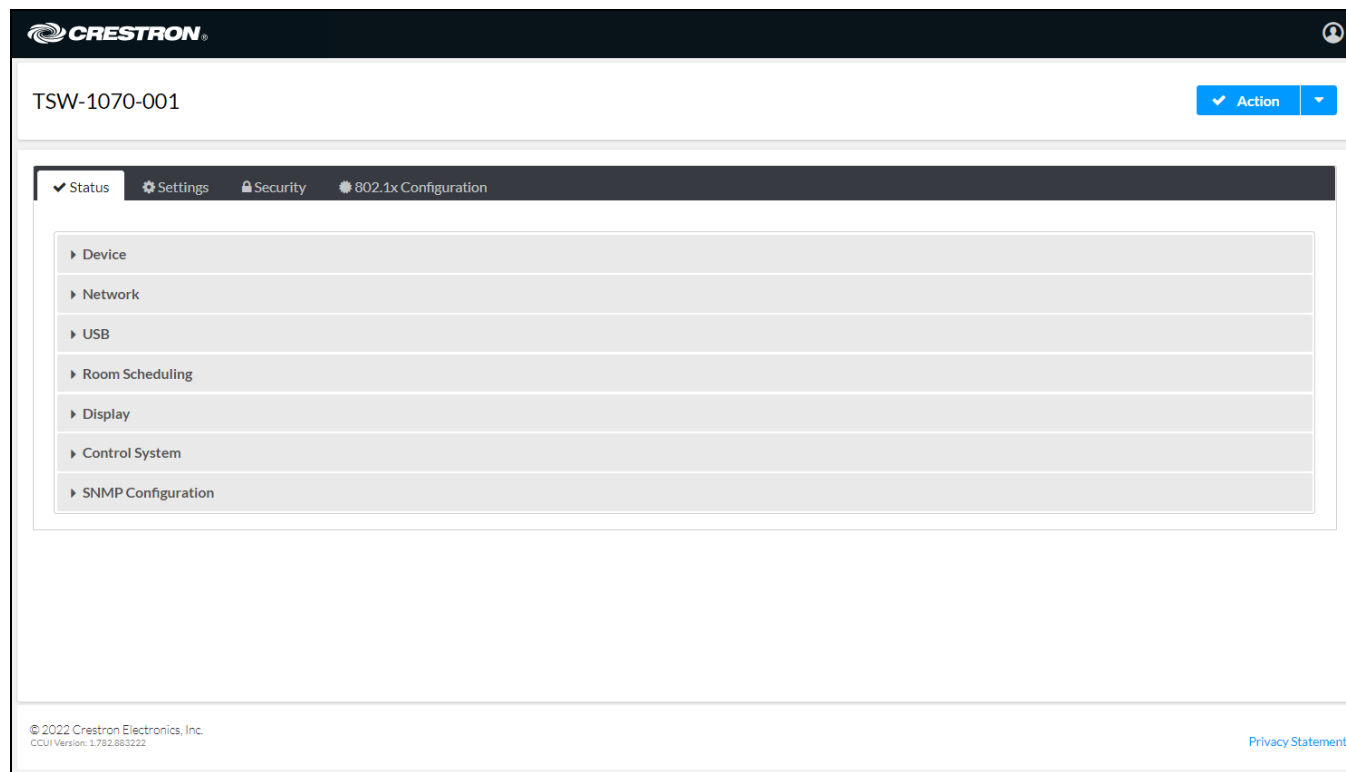 CRESTRON®
TSW-1070-001
Action
Status Settings Security 802.1x Configuration
Device
Network
USB
Room Scheduling
Display
Control System
SNMP Configuration
© 2022 Crestron Electronics, Inc.
CCUI Version: 1.782.883222
Privacy Statement